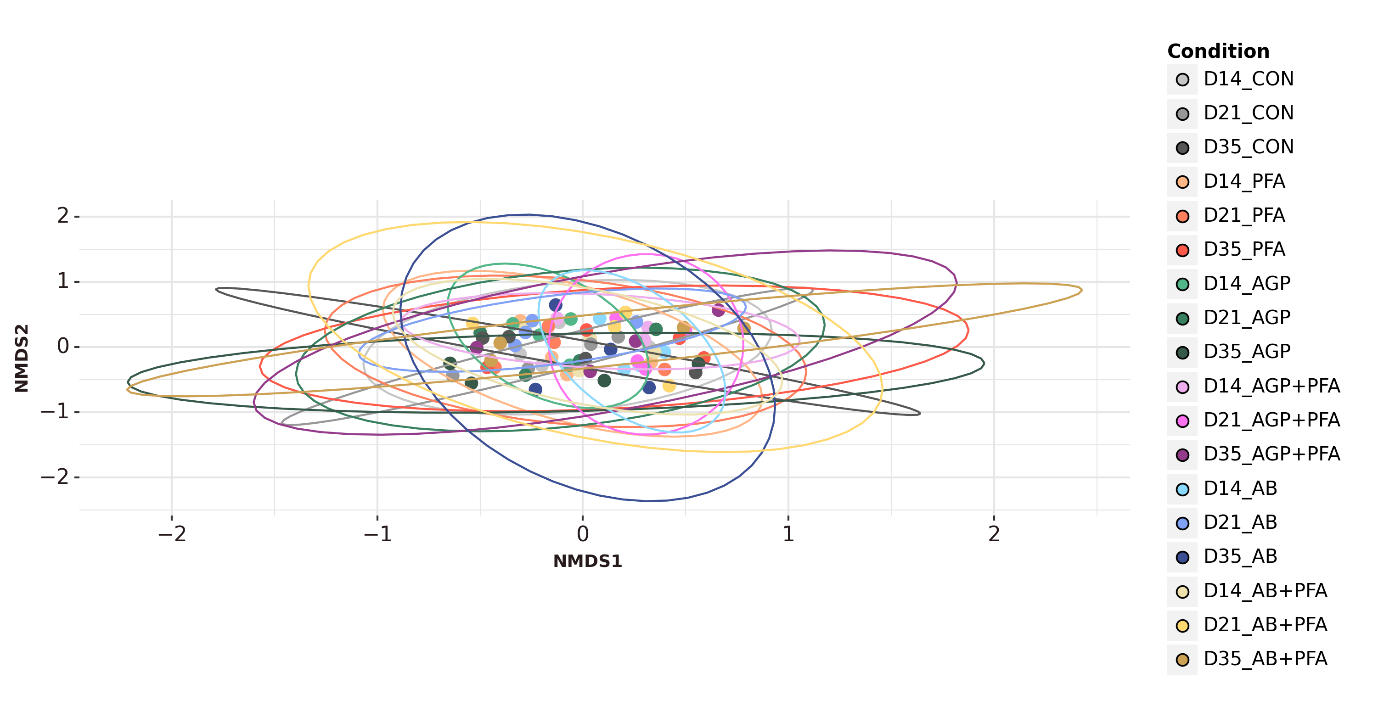 Condition
D14_CON
D21_CON
D35_CON
D14_PFA
D21_PFA
D35_PFA
D14_AGP
D21_AGP
D35_AGP
D14_AGP+PFA
D21_AGP+PFA
D35_AGP+PFA
D14_AB
D21_AB
D35_AB
D14_AB+PFA
D21_AB+PFA
D35_AB+PFA
NMDS2
2
1
0
−1
−2
−2 −1 0 1 2
NMDS1